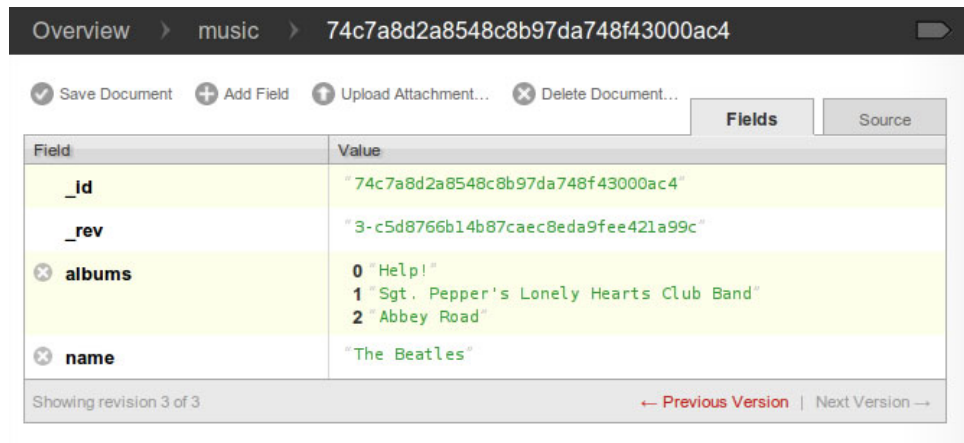 Overview music 74c7a8d2a8548c8b97da748f43000ac4
Save Document Add Field Upload Attachment... Delete Document...
Fields Source
Field Value
_id "74c7a8d2a8548c8b97da748f43000ac4"
_rev "3-c5d8766b14b87caec8eda9fee421a99c"
albums 0 "Help!"
1 "Sgt. Pepper's Lonely Hearts Club Band"
2 "Abbey Road"
name "The Beatles"
Showing revision 3 of 3 ← Previous Version | Next Version →